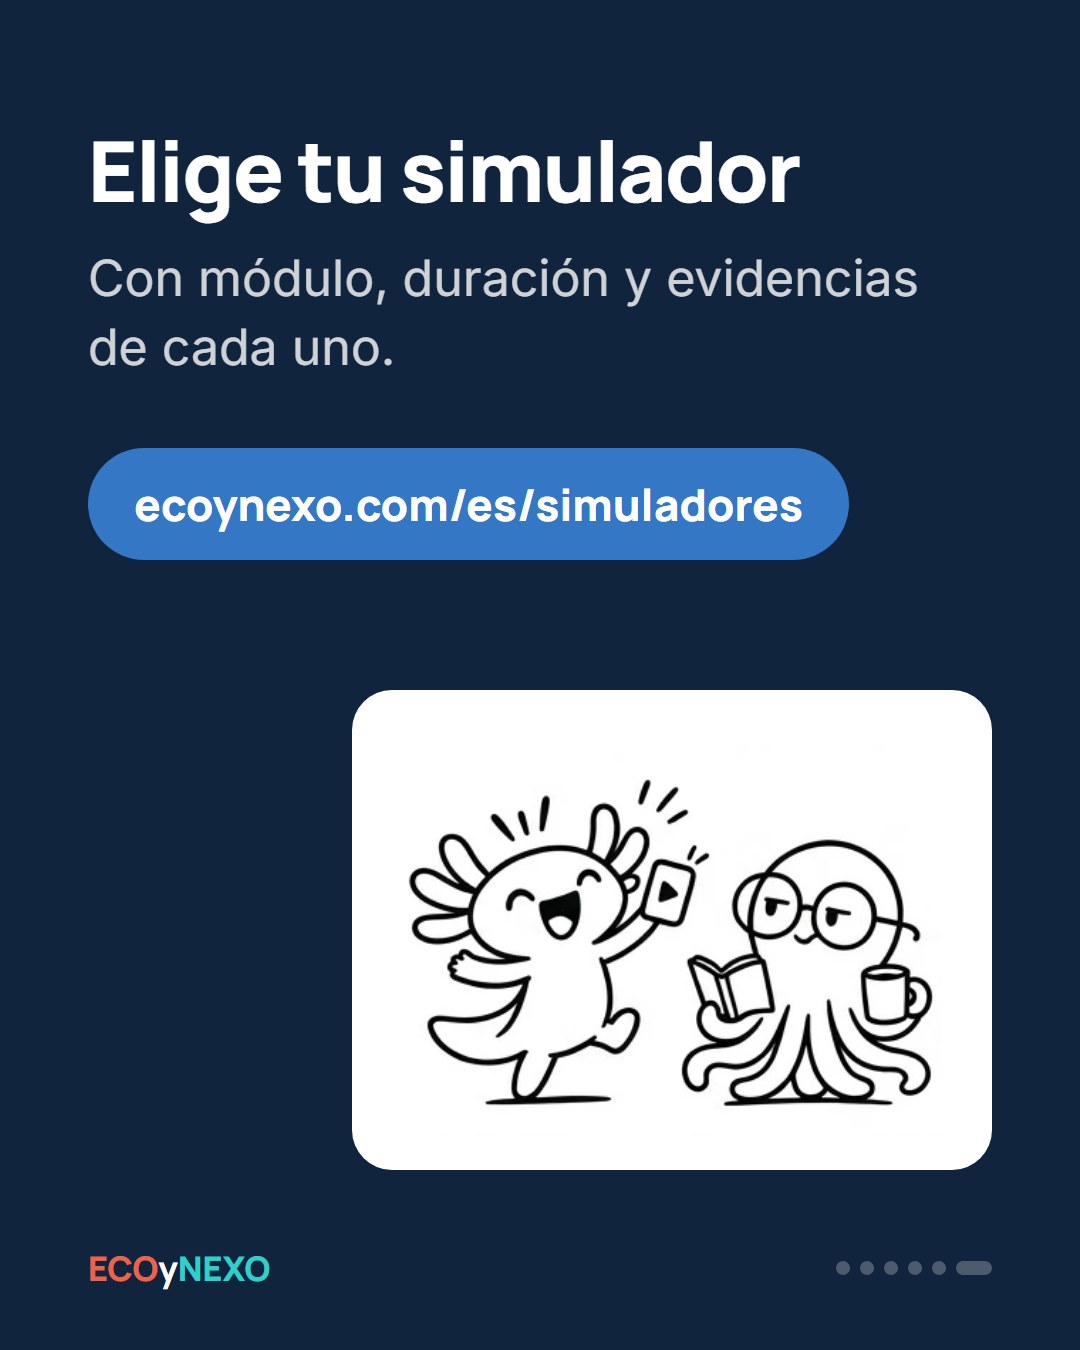 Elige tu simulador
Con módulo, duración y evidencias
de cada uno.
ecoynexo.com/es/simuladores
ECOyNEXO